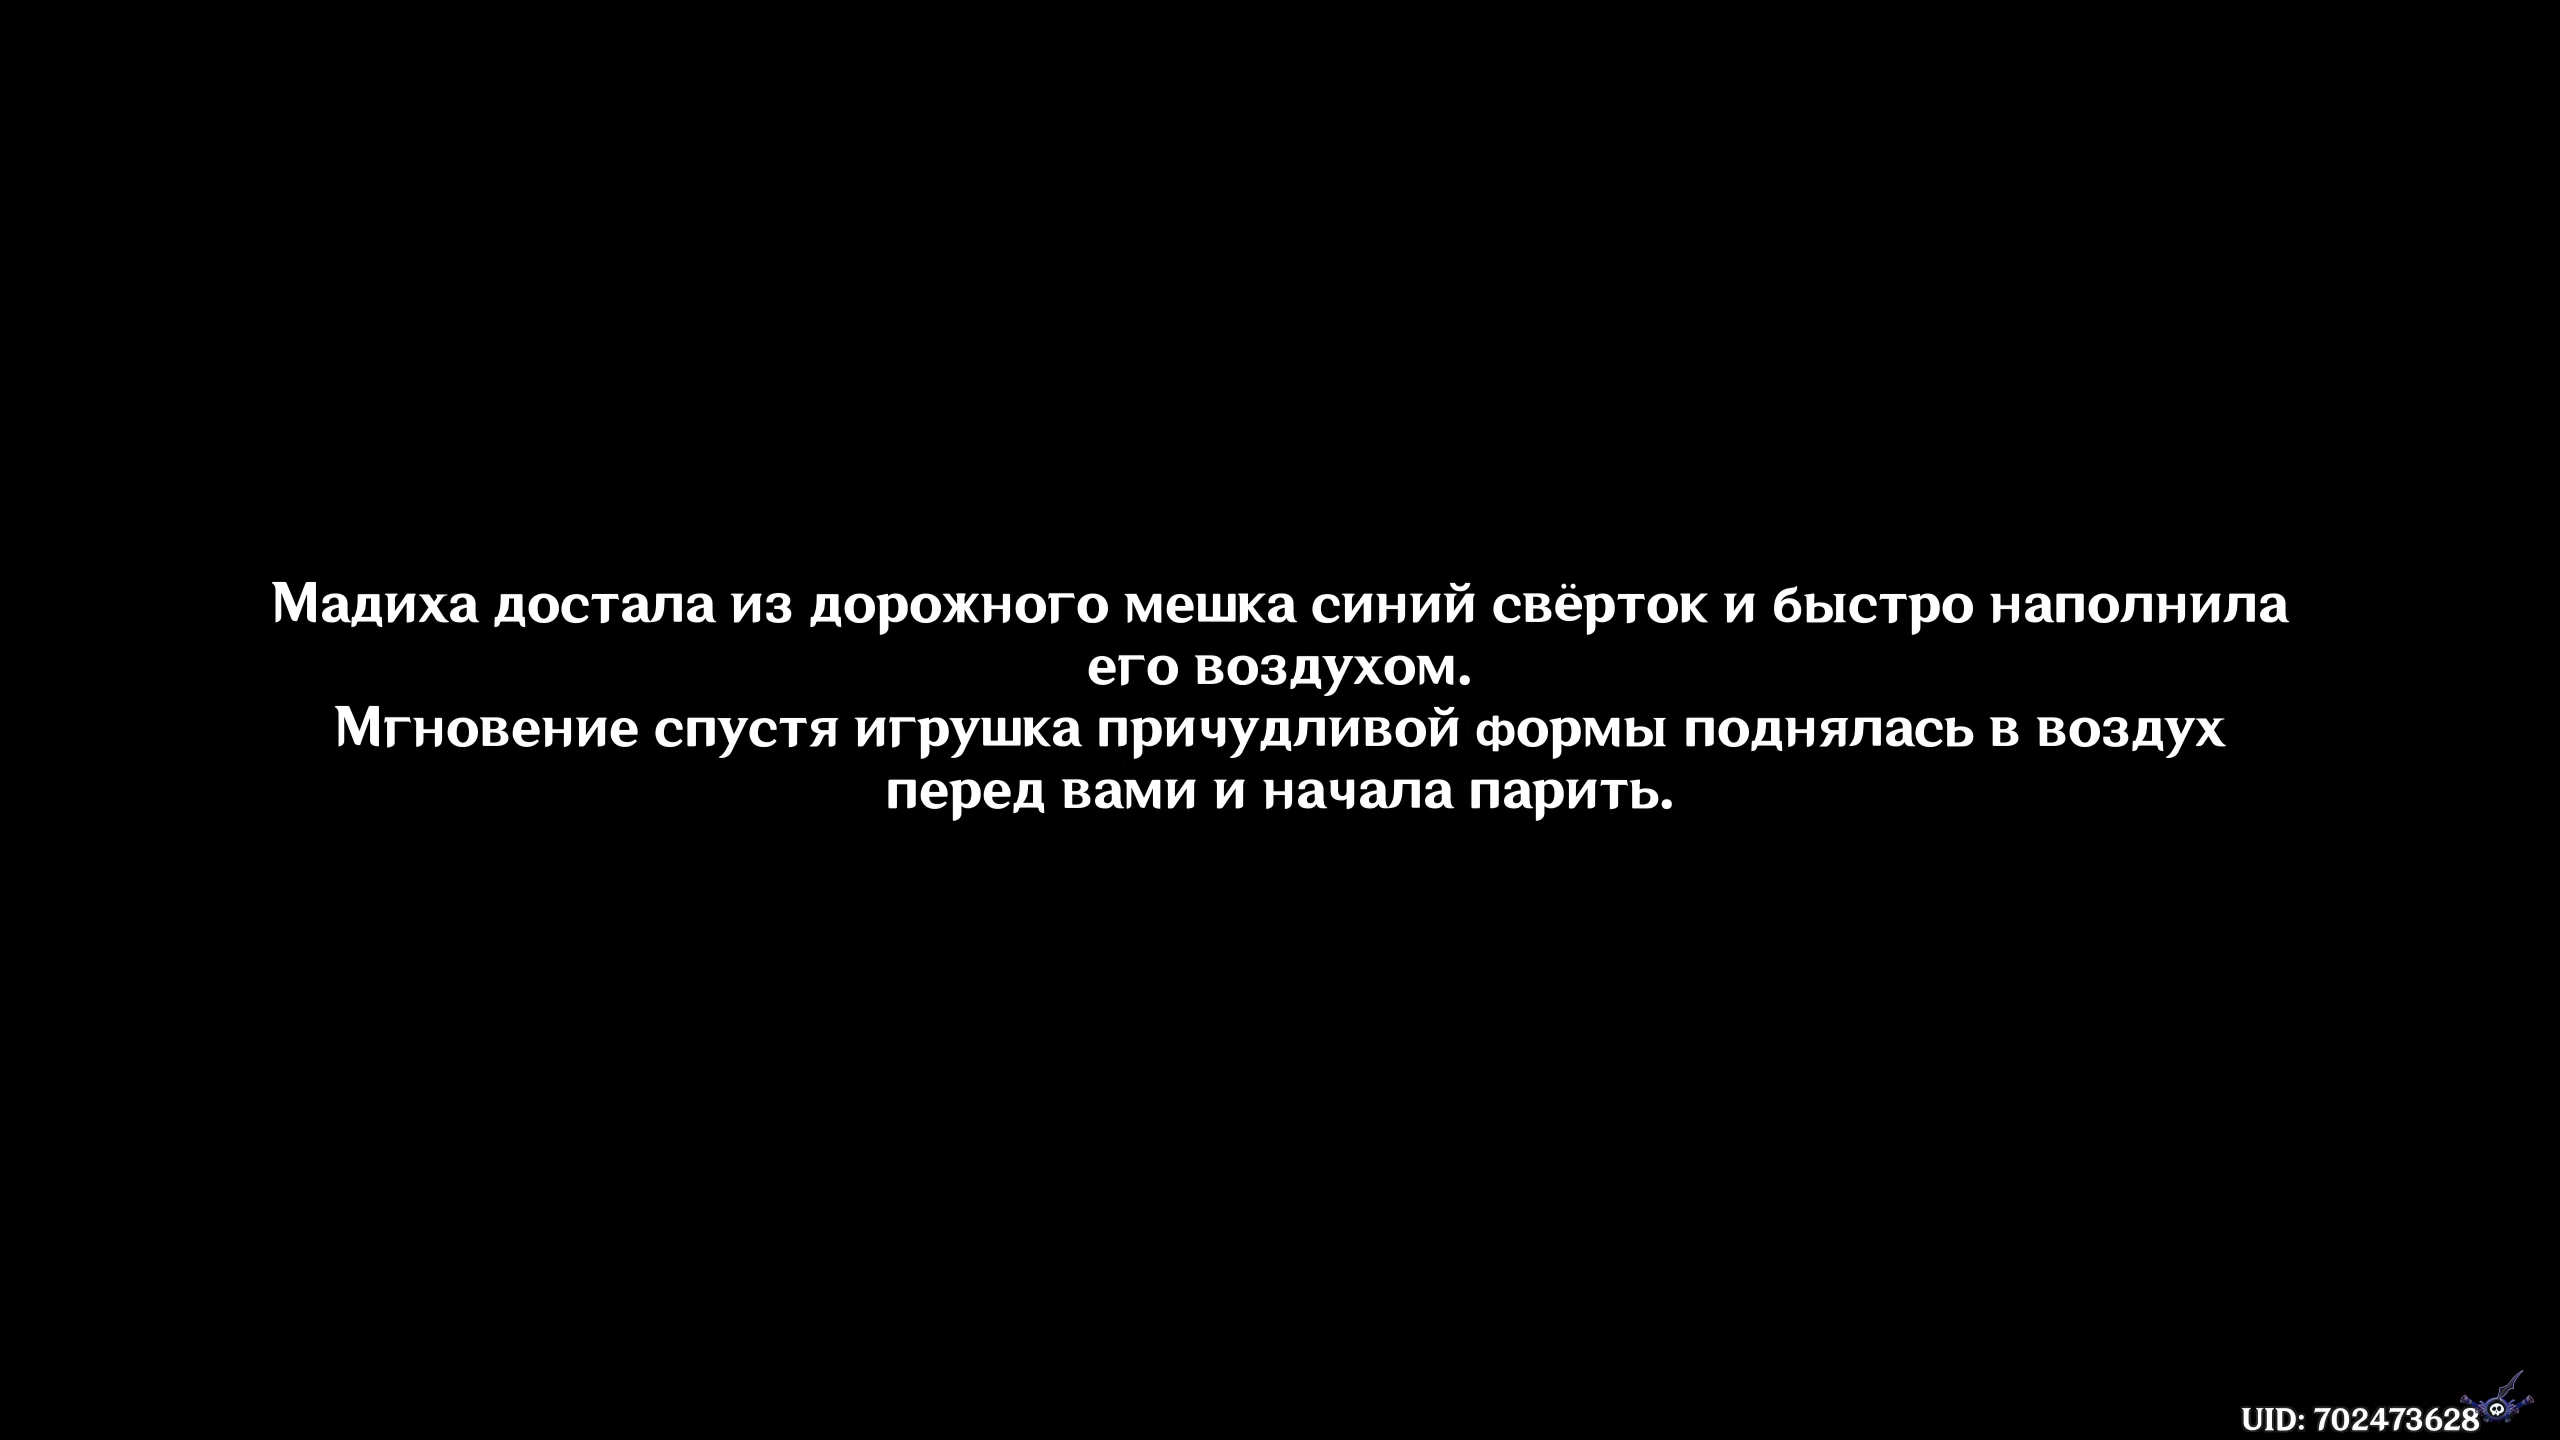 Мадиха достала из дорожного мешка синий свёрток и быстро наполнила
его воздухом.
Мгновение спустя игрушка причудливой формы поднялась в воздух
перед вами и начала парить.
UID: 702473628